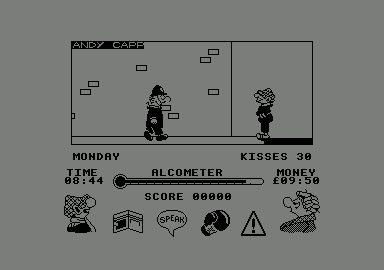 ANDY CAPP
MONDAY KISSES 30
TIME ALCOMETER MONEY
08:44 £09:50
SCORE 00000
SPEAK